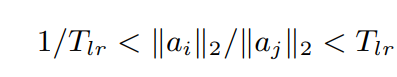 1/T_{lr} < ‖a_i‖_2/‖a_j‖_2 < T_{lr}